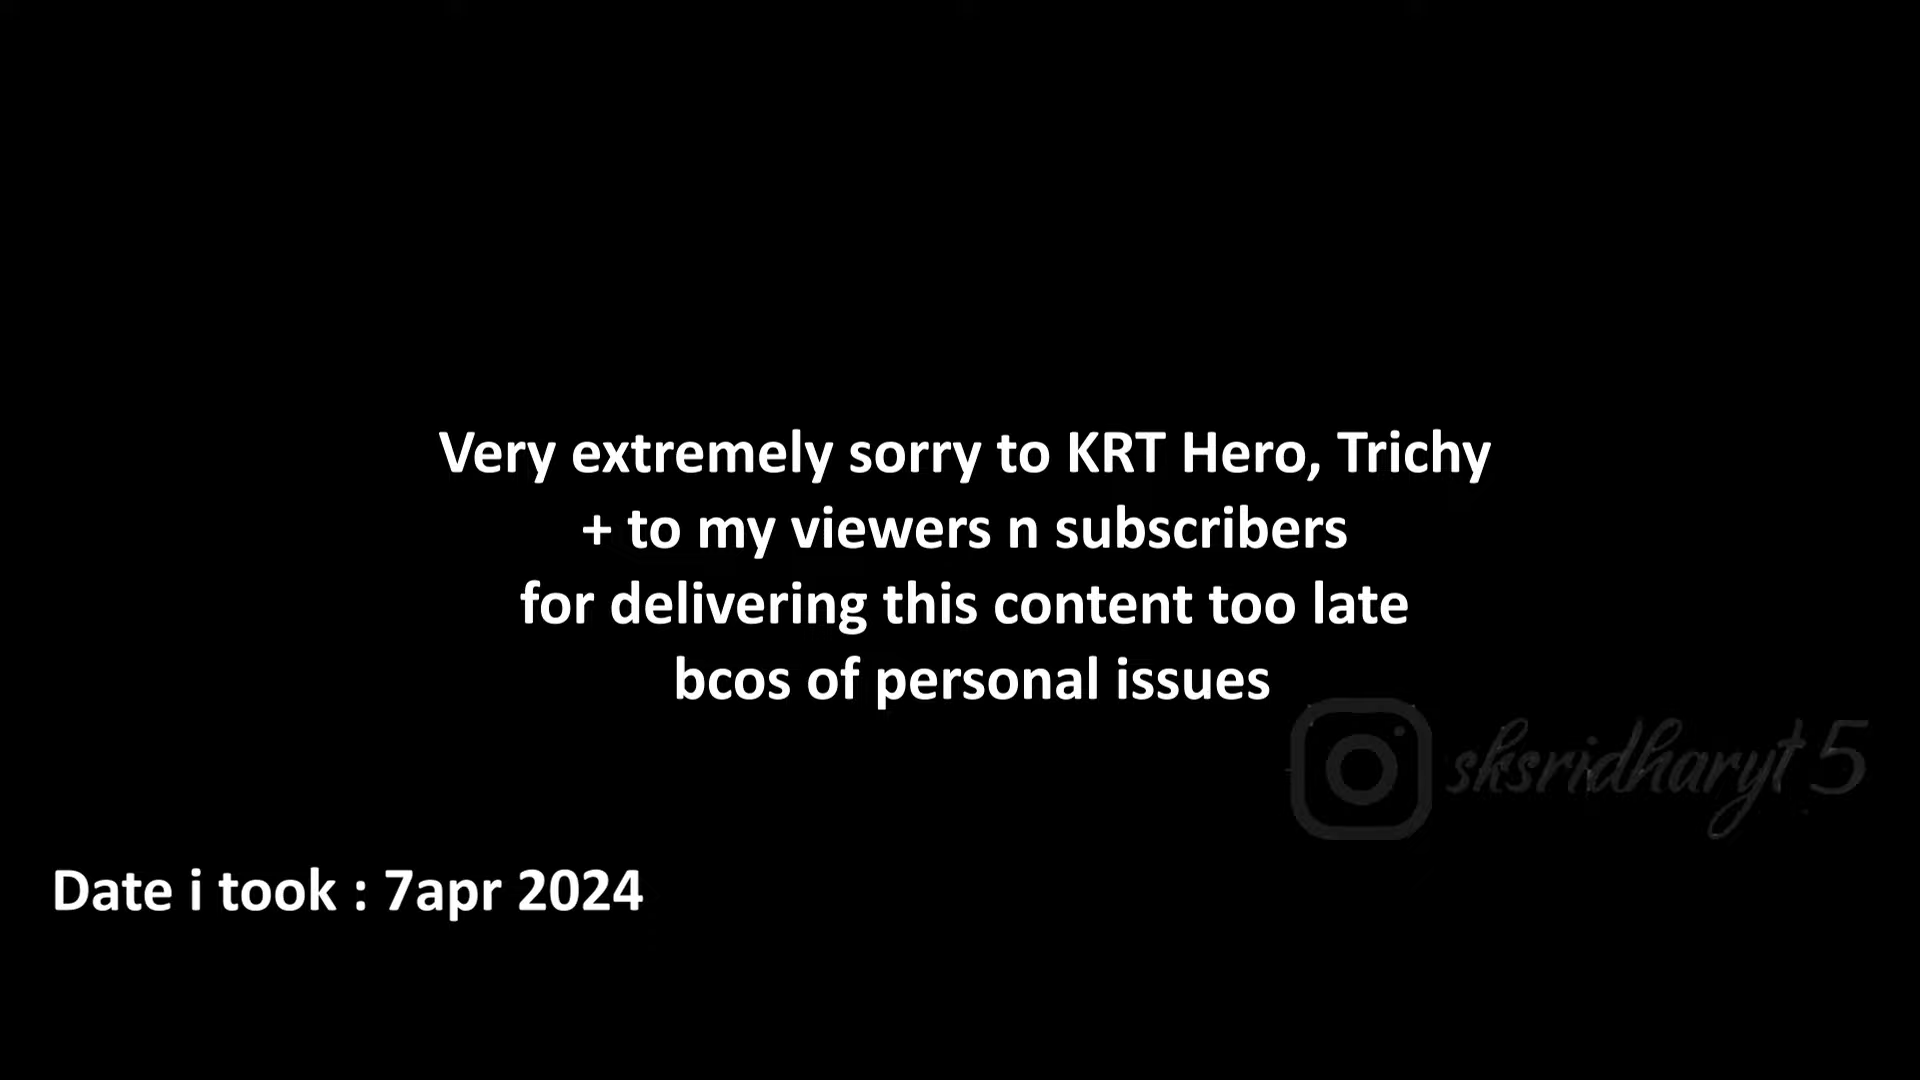 Very extremely sorry to KRT Hero, Trichy
+ to my viewers n subscribers
for delivering this content too late
bcos of personal issues
sksridharyt5
Date i took : 7apr 2024